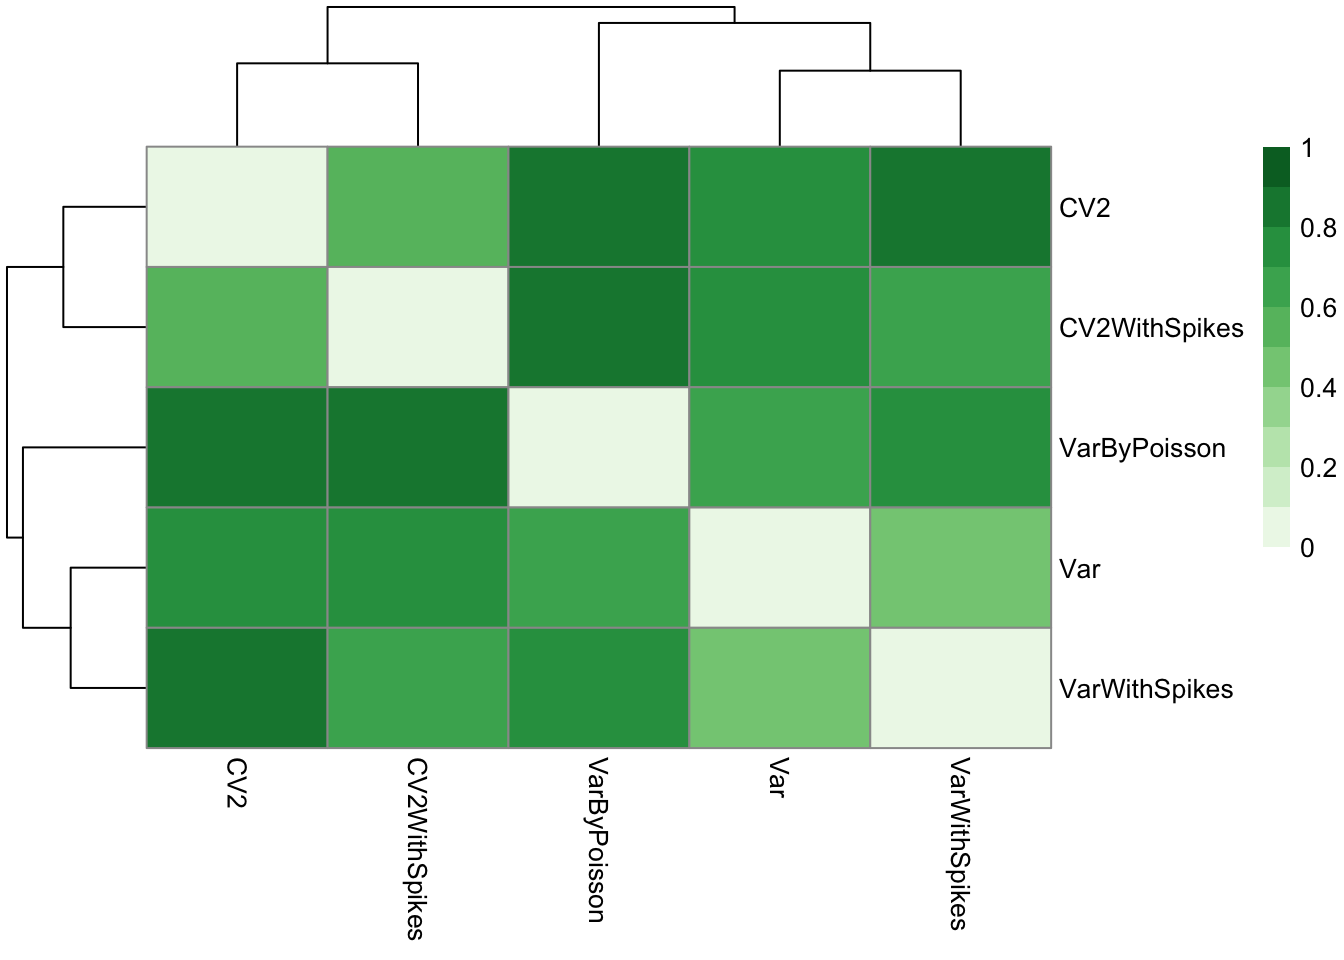 CV2
CV2WithSpikes
VarByPoisson
Var
VarWithSpikes
1
0.8
0.6
0.4
0.2
0
CV2
CV2WithSpikes
VarByPoisson
Var
VarWithSpikes